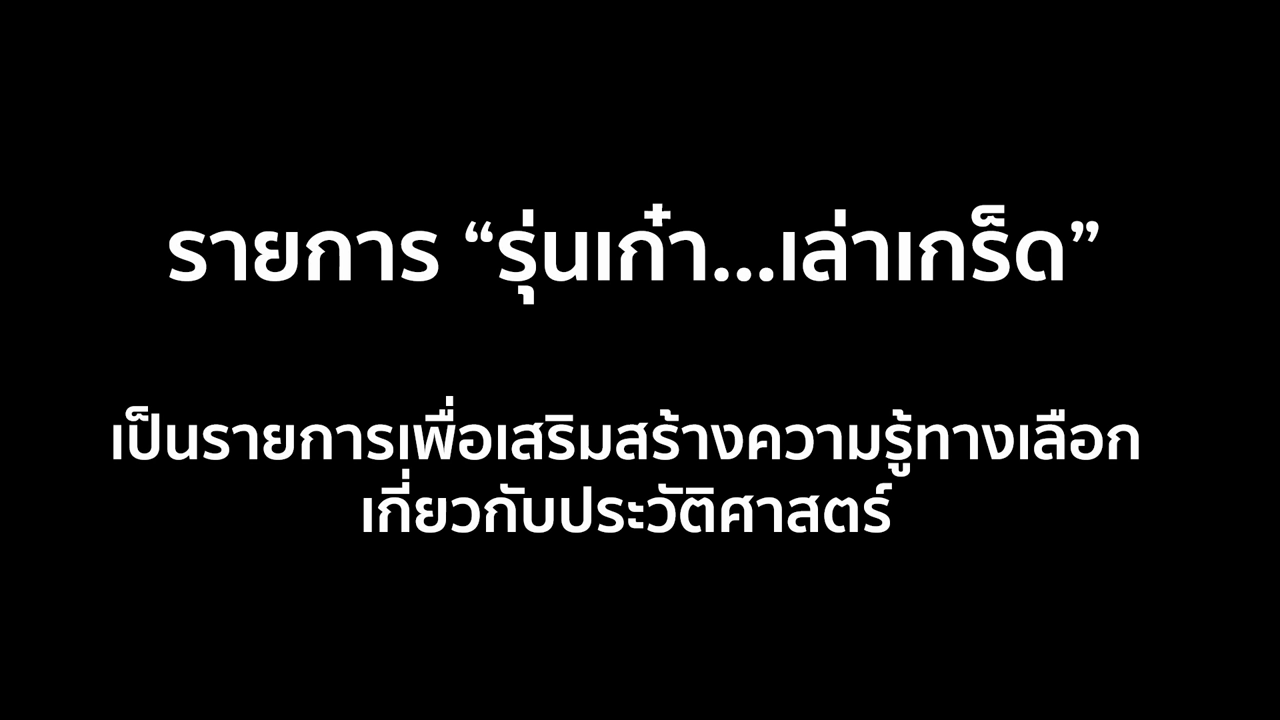 รายการ “รุ่นเก๋า...เล่าเกร็ด”
เป็นรายการเพื่อเสริมสร้างความรู้ทางเลือก
เกี่ยวกับประวัติศาสตร์